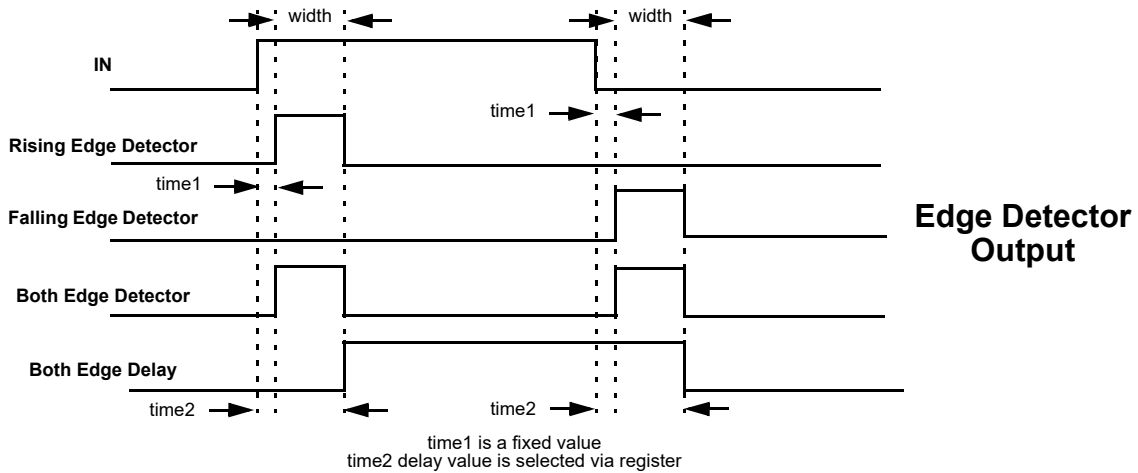 width
width
IN
time1
Rising Edge Detector
time1
Falling Edge Detector
Edge Detector
Output
Both Edge Detector
Both Edge Delay
time2
time2
time1 is a fixed value
time2 delay value is selected via register